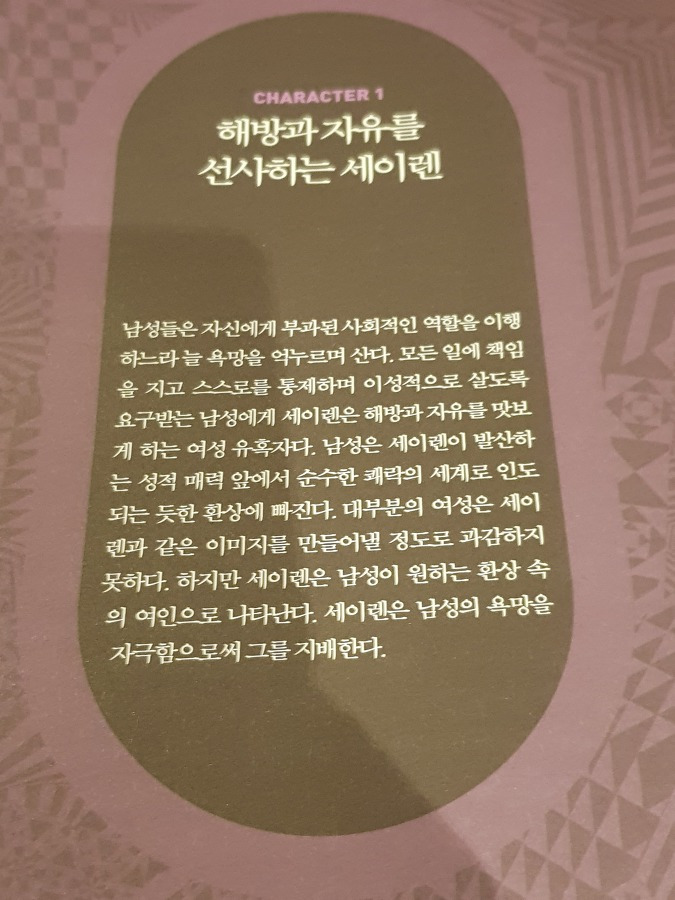 CHARACTER 1
해방과 자유를
선사하는 세이렌
남성들은 자신에게 부과된 사회적인 역할을 이행
하느라 늘 욕망을 억누르며 산다. 모든 일에 책임
을 지고 스스로를 통제하며 이성적으로 살도록
요구받는 남성에게 세이렌은 해방과 자유를 맛보
게 하는 여성 유혹자다. 남성은 세이렌이 발산하
는 성적 매력 앞에서 순수한 쾌락의 세계로 인도
되는 듯한 환상에 빠진다. 대부분의 여성은 세이
렌과 같은 이미지를 만들어낼 정도로 과감하지
못하다. 하지만 세이렌은 남성이 원하는 환상 속
의 여인으로 나타난다. 세이렌은 남성의 욕망을
자극함으로써 그를 지배한다.